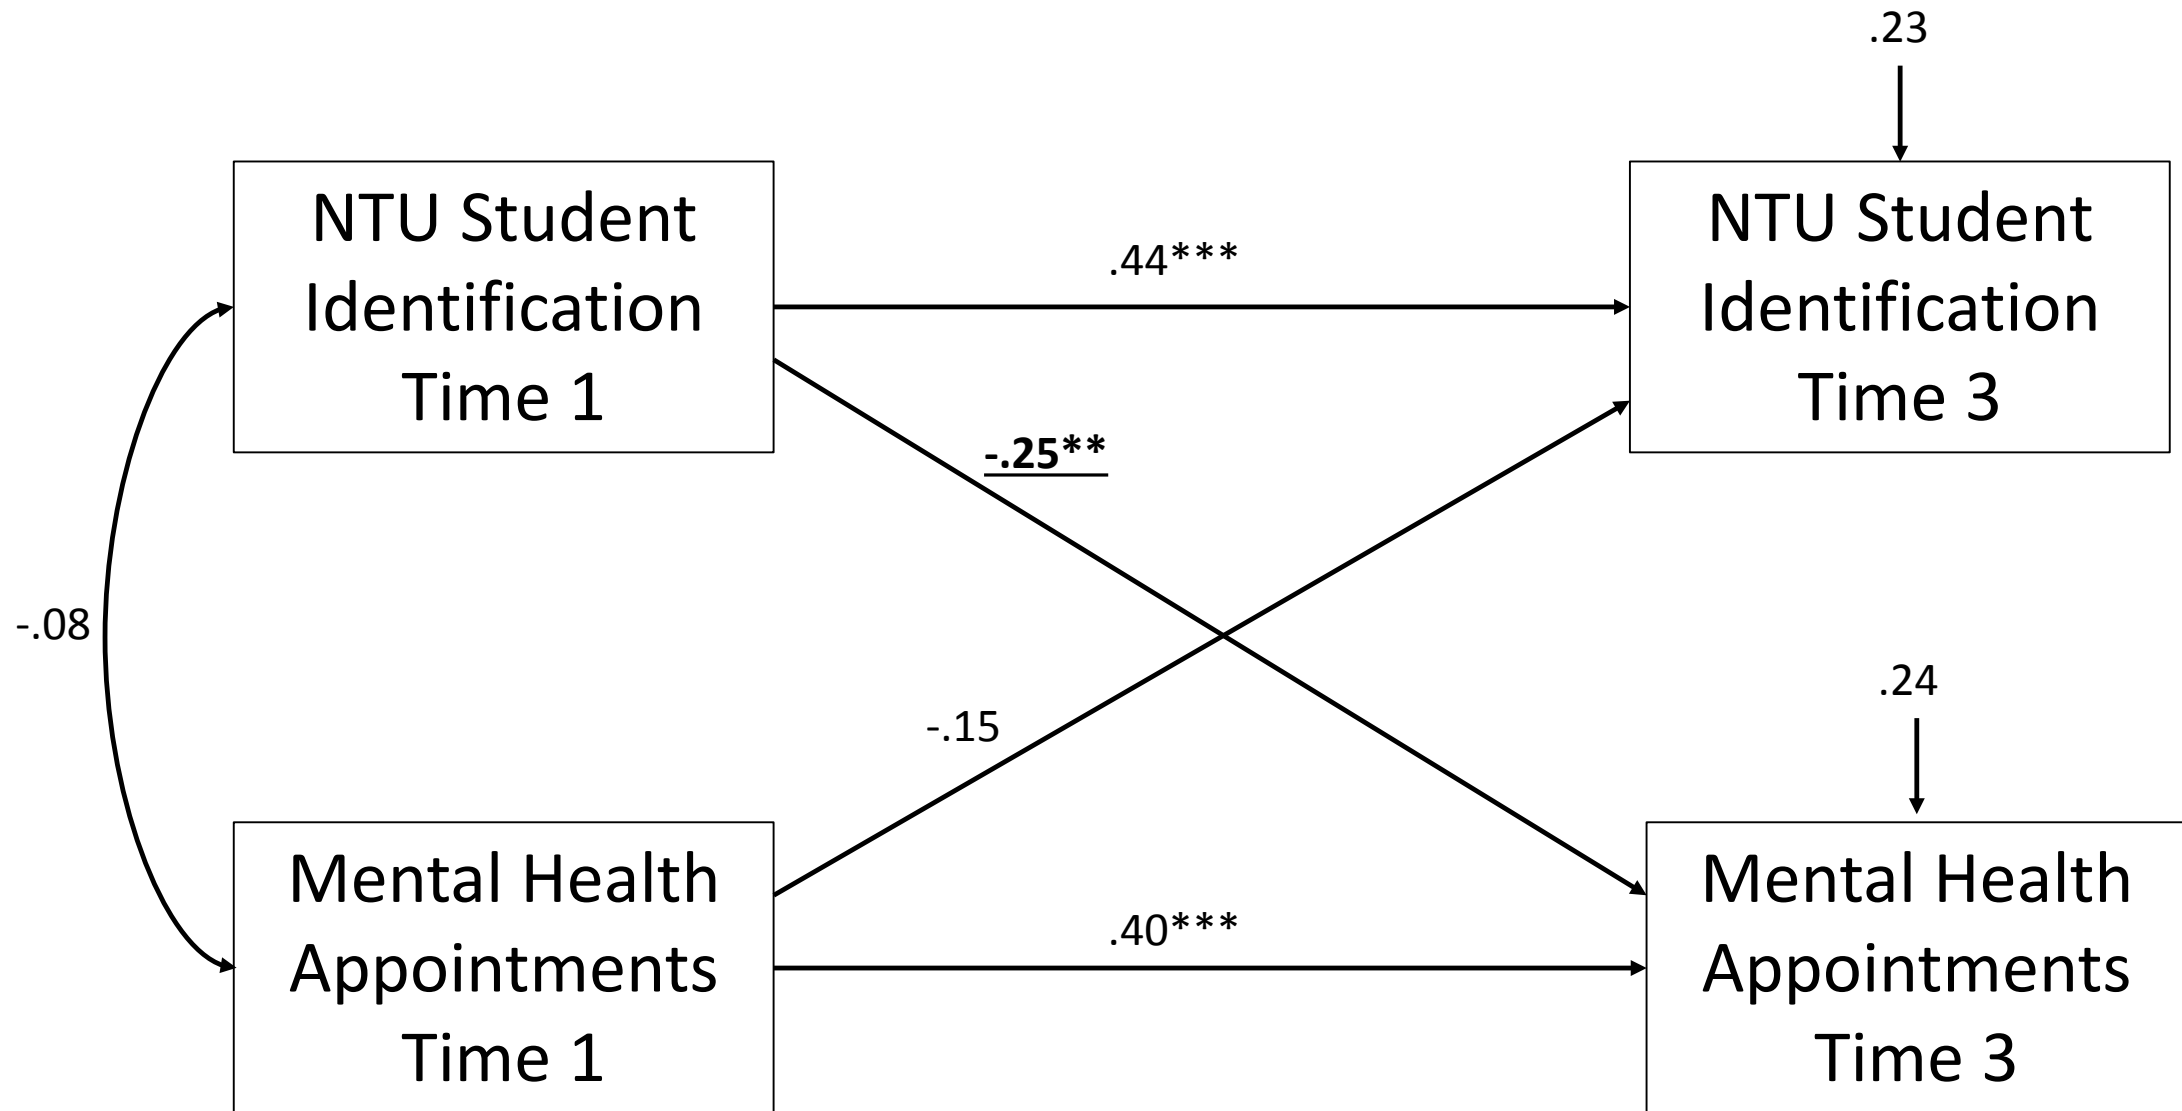 .23
NTU Student
Identification
Time 1
.44***
NTU Student
Identification
Time 3
-.25**
-.08
-.15
.24
Mental Health
Appointments
Time 1
.40***
Mental Health
Appointments
Time 3